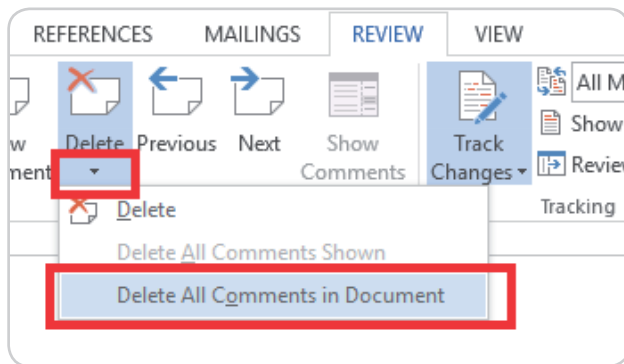 REFERENCES MAILINGS REVIEW VIEW
Delete Previous Next Show Comments Track Changes All M
Show
Tracking
Delete
Delete All Comments Shown
Delete All Comments in Document